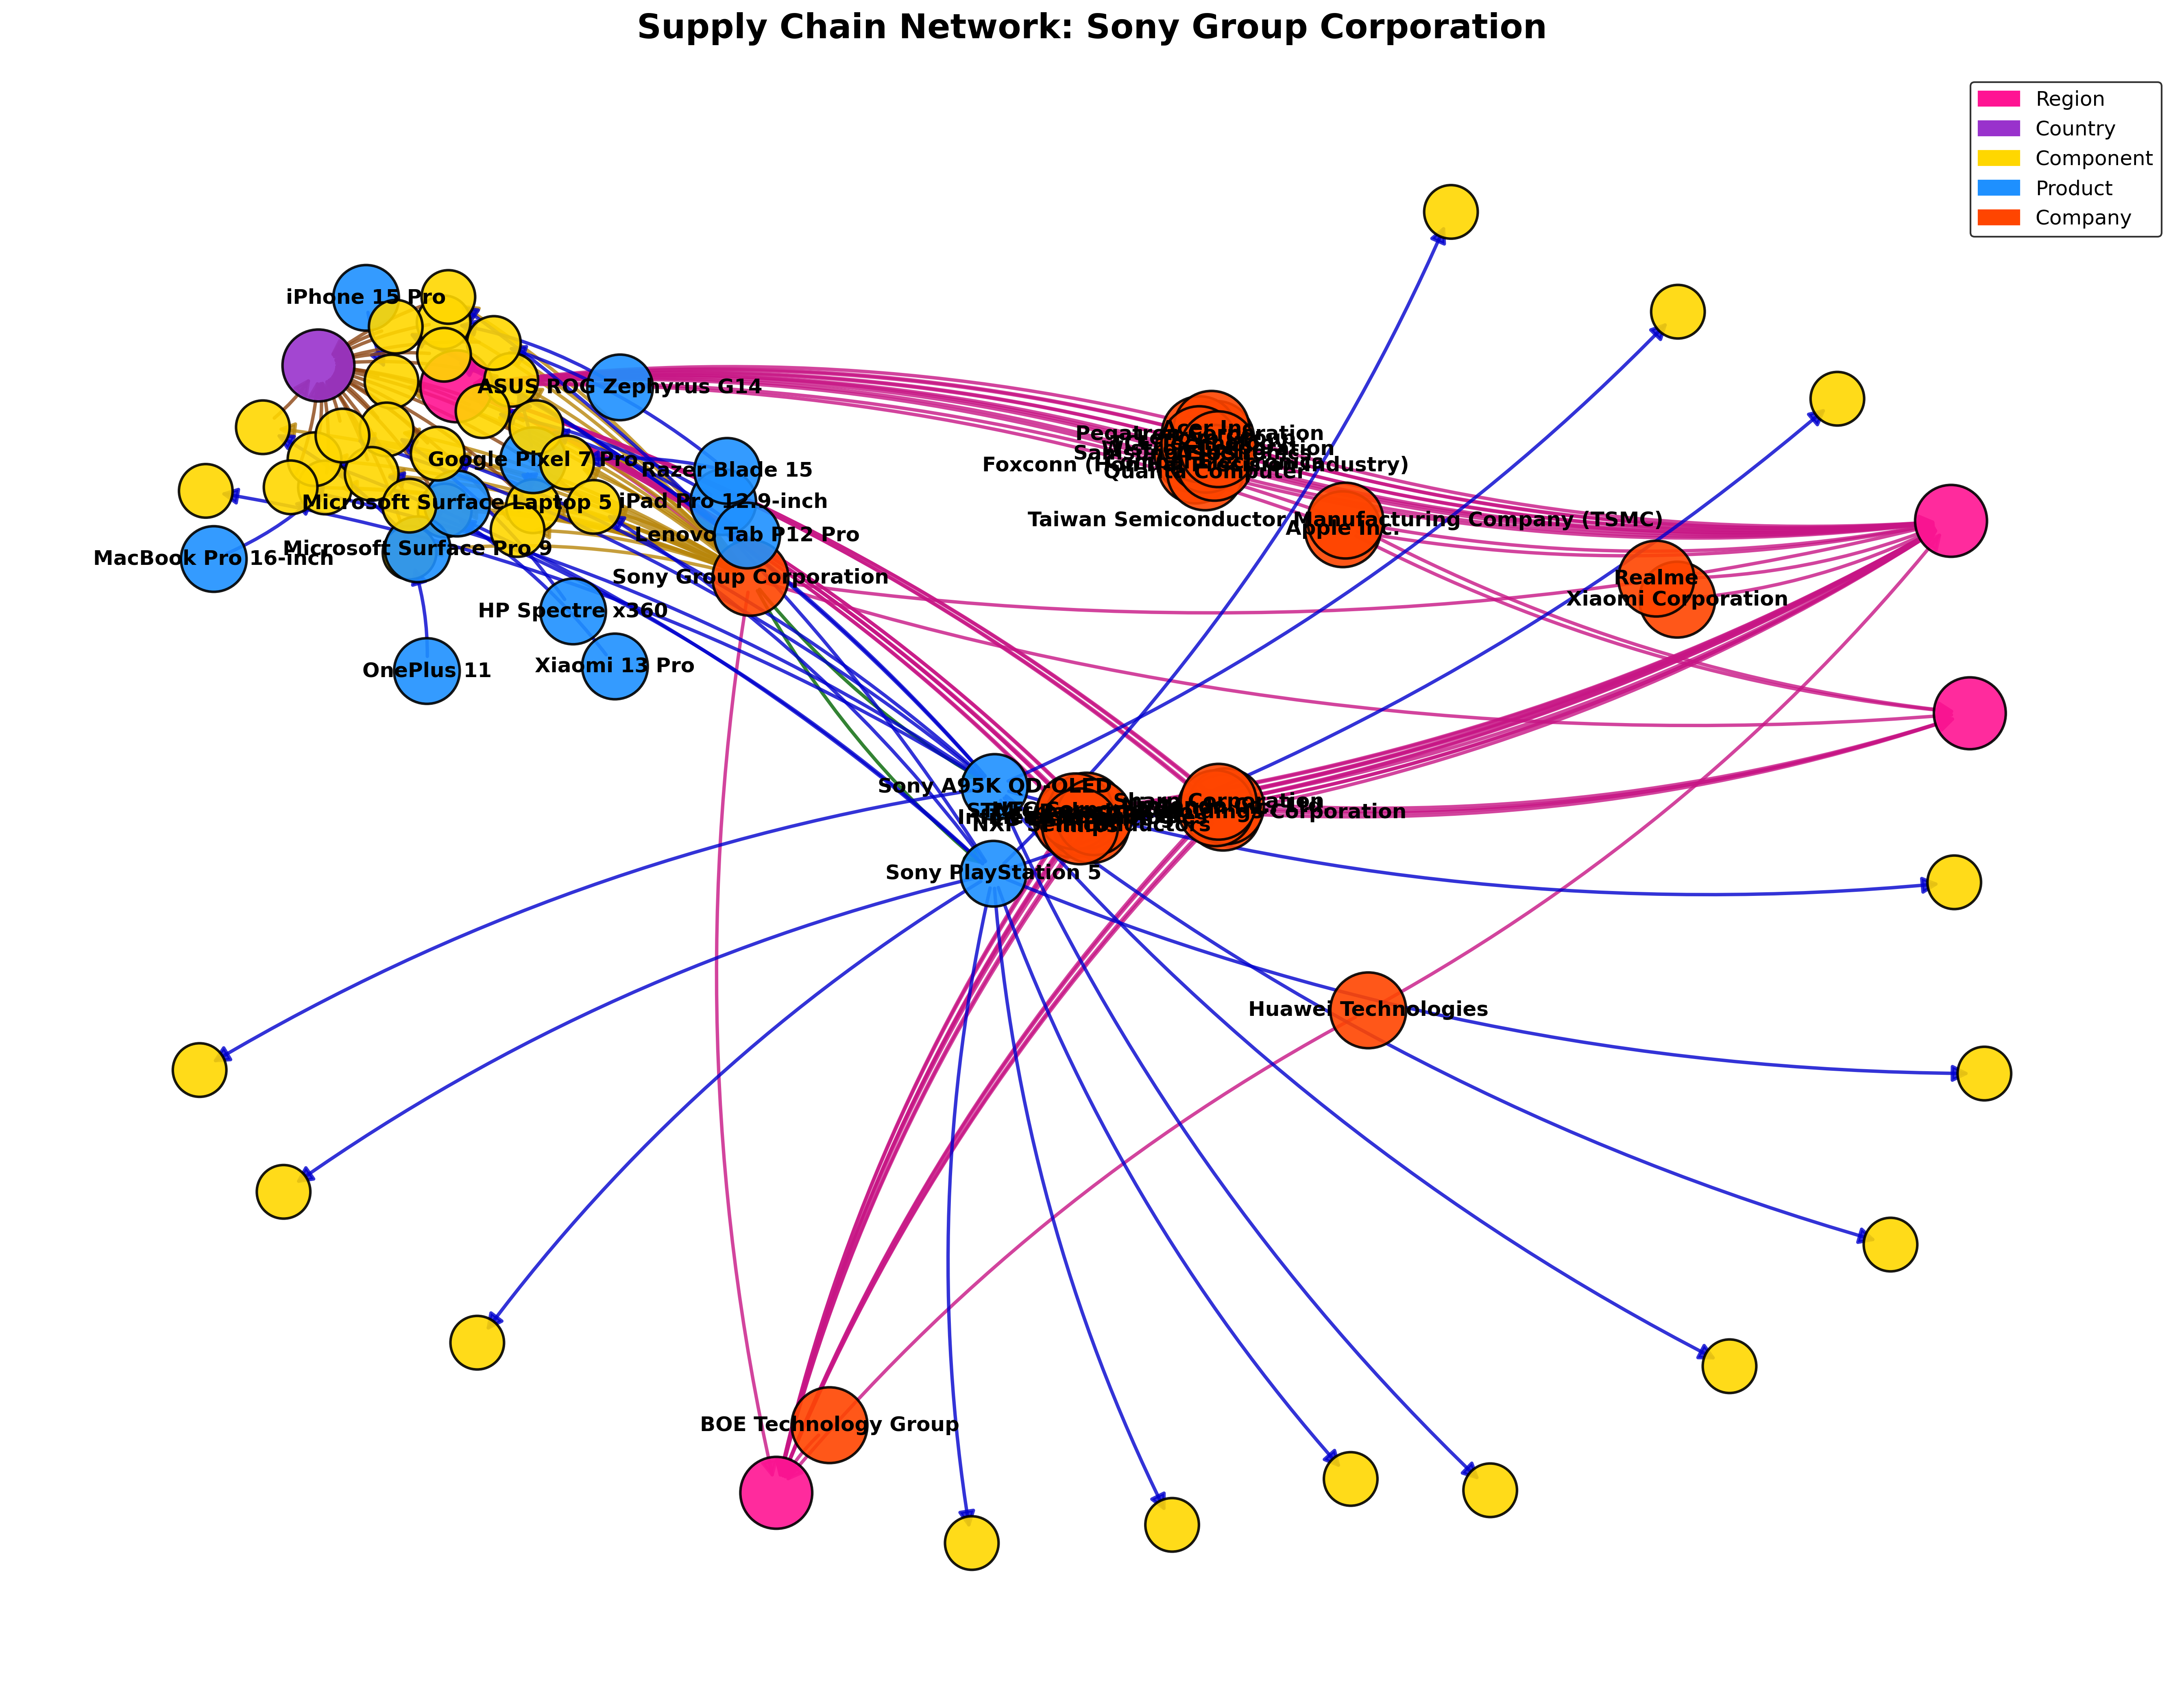 Supply Chain Network: Sony Group Corporation
Region
Country
Component
Product
Company
iPhone 15 Pro
ASUS ROG Zephyrus G14
Acer Inc.
Pegatron Corporation
Google Pixel 7 Pro
Razer Blade 15
Foxconn (Hon Hai Precision Industry)
Quanta Computer
Microsoft Surface Laptop 5
iPad Pro 12.9-inch
Taiwan Semiconductor Manufacturing Company (TSMC)
Apple Inc.
Lenovo Tab P12 Pro
Microsoft Surface Pro 9
MacBook Pro 16-inch
Sony Group Corporation
Realme
Xiaomi Corporation
HP Spectre x360
Xiaomi 13 Pro
OnePlus 11
Sony A95K QD-OLED
Sharp Corporation
Corporation
NXP Semiconductors
Sony PlayStation 5
Huawei Technologies
BOE Technology Group